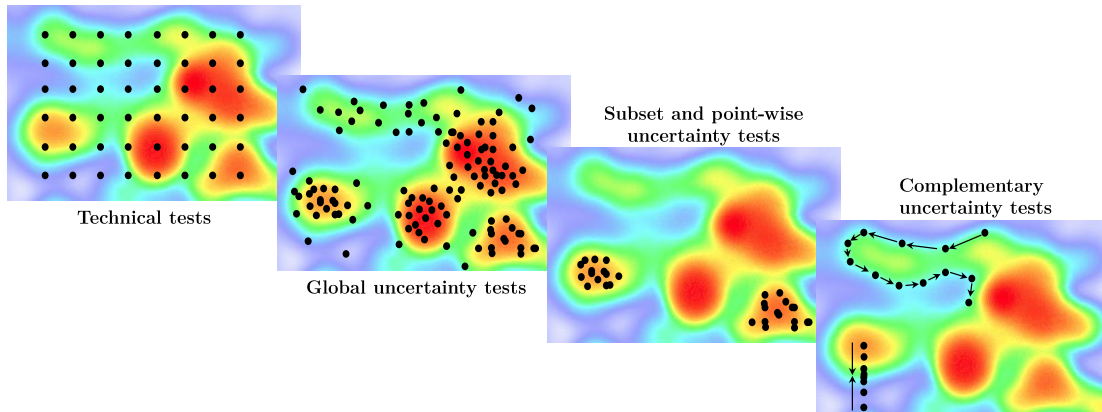 Technical tests
Global uncertainty tests
Subset and point-wise
uncertainty tests
Complementary
uncertainty tests